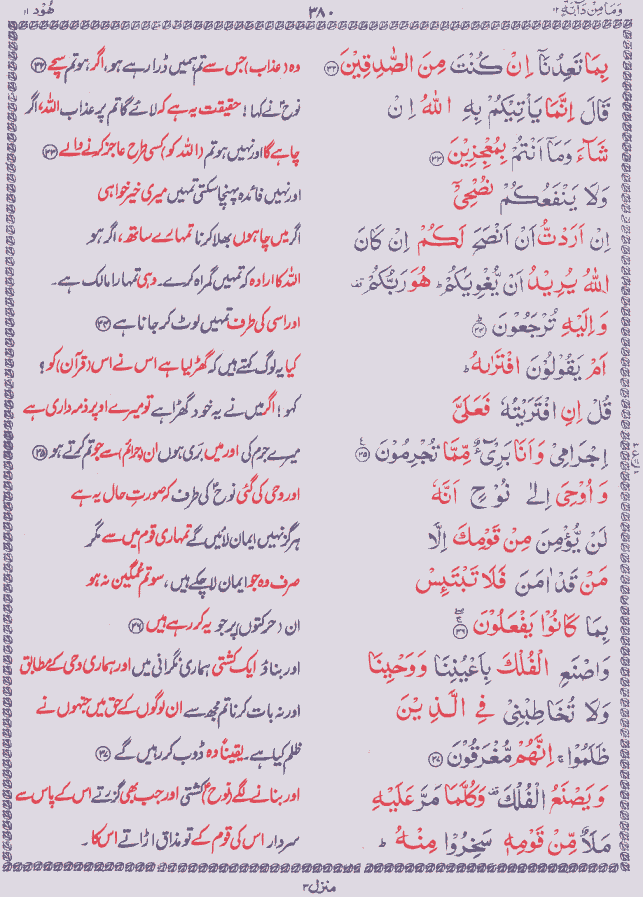 وَمَا مِنْ دَآبَّةٍ ١٢
٣٨٠
هُوْد ١١
بِمَا تَعِدُنَاۤ اِنْ كُنْتَ مِنَ الصّٰدِقِيْنَ ﴿۳۲﴾
وہ (عذاب) جس سے تم ہمیں ڈرا رہے ہو، اگر ہو تم سچے ﴿۳۲﴾
قَالَ اِنَّمَا يَاْتِيْكُمْ بِهِ اللّٰهُ اِنْ
نوحؑ نے کہا! حقیقت یہ ہے کہ لائے گا تم پر عذاب اللہ، اگر
شَآءَ وَمَاۤ اَنْتُمْ بِمُعْجِزِيْنَ ﴿۳۳﴾
چاہے گا اور نہیں ہو تم (اللہ کو) کسی طرح عاجز کرنے والے ﴿۳۳﴾
وَلَا يَنْفَعُكُمْ نُصْحِيْۤ
اور نہیں فائدہ پہنچا سکتی تمہیں میری خیر خواہی
اِنْ اَرَدْتُّ اَنْ اَنْصَحَ لَكُمْ اِنْ كَانَ
اگر میں چاہوں بھلا کرنا تمہارے ساتھ، اگر ہو
اللّٰهُ يُرِيْدُ اَنْ يُّغْوِيَكُمْ ؕ هُوَ رَبُّكُمْ قف
اللہ کا ارادہ کہ تمہیں گمراہ کرے۔ وہی تمہارا مالک ہے۔
وَاِلَيْهِ تُرْجَعُوْنَ ﴿۳۴﴾ؕ
اور اسی کی طرف تمہیں لوٹ کر جانا ہے ﴿۳۴﴾
اَمْ يَقُوْلُوْنَ افْتَرٰىهُ ؕ
کیا یہ لوگ کہتے ہیں کہ گھڑ لیا ہے اس نے اس (قرآن) کو؟
قُلْ اِنِ افْتَرَيْتُهٗ فَعَلَيَّ
کہو! اگر میں نے یہ خود گھڑا ہے تو میرے اوپر ذمہ داری ہے
اِجْرَامِيْ وَاَنَا بَرِيْٓءٌ مِّمَّا تُجْرِمُوْنَ ﴿۳۵﴾
میرے جرم کی اور میں بَری ہوں ان (جرائم) سے جو تم کرتے ہو ﴿۳۵﴾
وَاُوْحِيَ اِلٰى نُوْحٍ اَنَّهٗ
اور وحی کی گئی نوحؑ کی طرف کہ صورتِ حال یہ ہے
لَنْ يُّؤْمِنَ مِنْ قَوْمِكَ اِلَّا
ہرگز نہیں ایمان لائیں گے تمہاری قوم میں سے مگر
مَنْ قَدْ اٰمَنَ فَلَا تَبْتَئِسْ
صرف وہ جو ایمان لا چکے ہیں، سو تم غمگین نہ ہو
بِمَا كَانُوْا يَفْعَلُوْنَ ﴿۳۶﴾
ان (حرکتوں) پر جو یہ کر رہے ہیں ﴿۳۶﴾
وَاصْنَعِ الْفُلْكَ بِاَعْيُنِنَا وَوَحْيِنَا
اور بناؤ ایک کشتی ہماری نگرانی میں اور ہماری وحی کے مطابق
وَلَا تُخَاطِبْنِيْ فِي الَّذِيْنَ
اور نہ بات کرنا تم مجھ سے ان لوگوں کے حق میں جنہوں نے
ظَلَمُوْا ۚ اِنَّهُمْ مُّغْرَقُوْنَ ﴿۳۷﴾
ظلم کیا ہے۔ یقیناً وہ ڈوب کر رہیں گے ﴿۳۷﴾
وَيَصْنَعُ الْفُلْكَ قف وَكُلَّمَا مَرَّ عَلَيْهِ
اور بنانے لگے (نوحؑ) کشتی اور جب بھی گزرتے اس کے پاس سے
مَلَاٌ مِّنْ قَوْمِهٖ سَخِرُوْا مِنْهُ ؕ
سردار اس کی قوم کے تو مذاق اڑاتے اس کا۔
منزل ٣